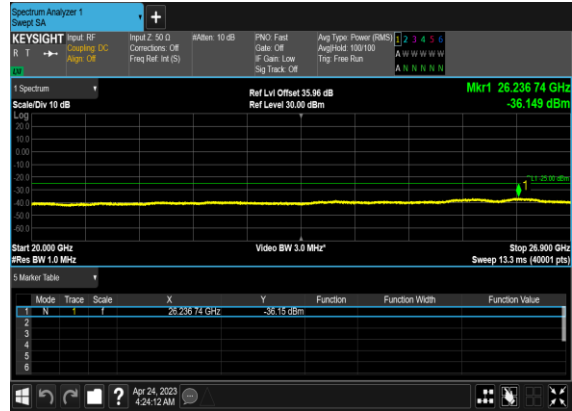 Spectrum Analyzer 1
Swept SA
+
KEYSIGHT Input: RF Input Z: 50 Ω #Atten: 10 dB PNO: Fast Avg Type: Power (RMS) 1 2 3 4 5 6
R T Coupling: DC Corrections: Off Gate: Off Avg|Hold: 100/100 A W W W W W
Align: Off Freq Ref: Int (S) IF Gain: Low Trig: Free Run
Sig Track: Off A N N N N N
1 Spectrum Ref Lvl Offset 35.96 dB Mkr1 26.236 74 GHz
Scale/Div 10 dB Ref Level 30.00 dBm -36.149 dBm
Log
20.0
10.0
0.00
-10.0
-20.0
-30.0
-40.0
-50.0
-60.0
1
Start 20.000 GHz Video BW 3.0 MHz* Stop 26.900 GHz
#Res BW 1.0 MHz Sweep 13.3 ms (40001 pts)
5 Marker Table
Mode Trace Scale X Y Function Function Width Function Value
1 N 1 f 26.236 74 GHz -36.15 dBm
2
3
4
5
6
? Apr 24, 2023
4:24:12 AM